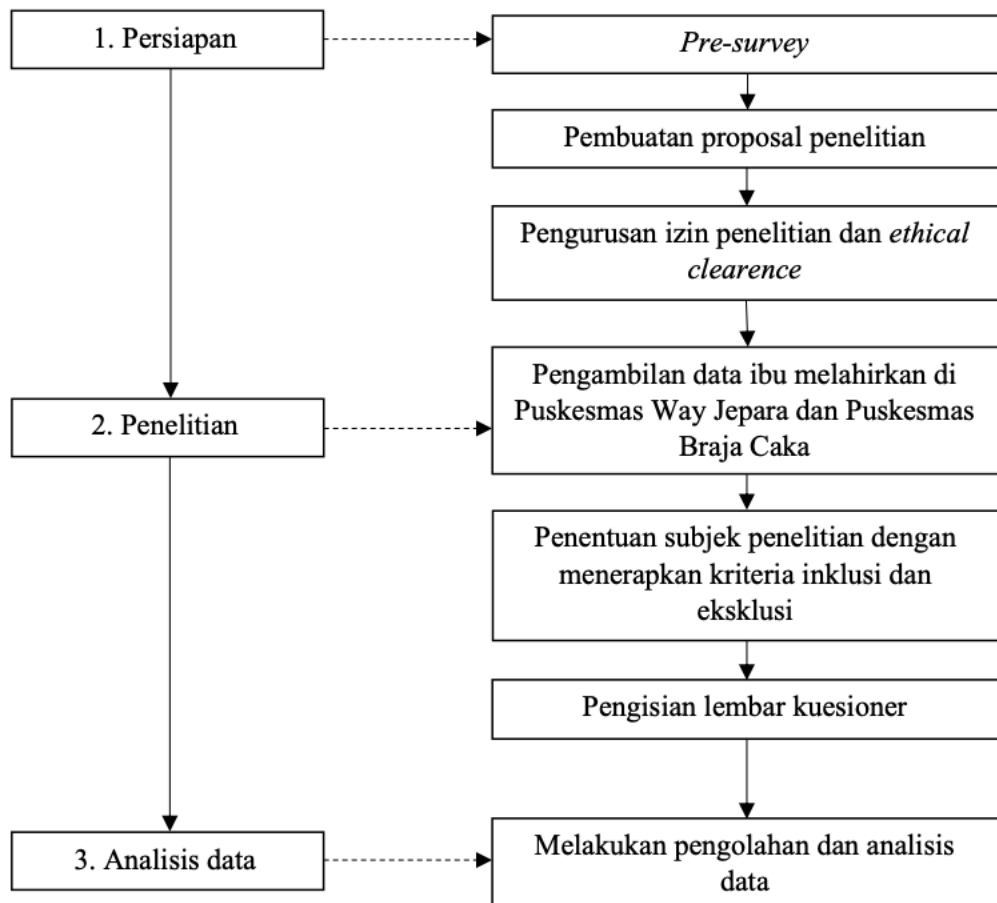 1. Persiapan
Pre-survey
Pembuatan proposal penelitian
Pengurusan izin penelitian dan ethical
clearence
2. Penelitian
Pengambilan data ibu melahirkan di
Puskesmas Way Jepara dan Puskesmas
Braja Caka
Penentuan subjek penelitian dengan
menerapkan kriteria inklusi dan
eksklusi
Pengisian lembar kuesioner
3. Analisis data
Melakukan pengolahan dan analisis
data